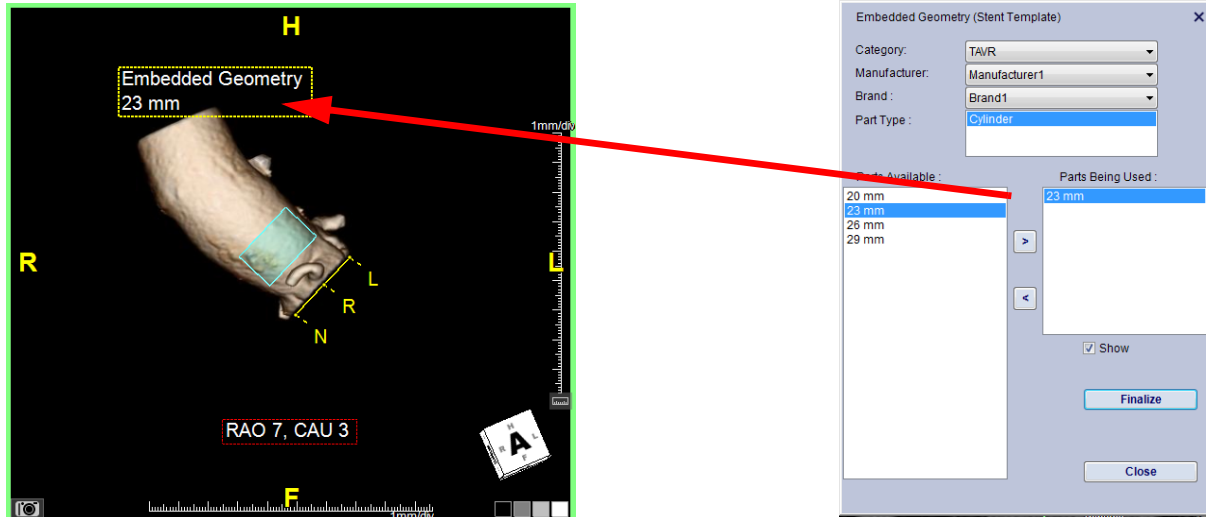 H
Embedded Geometry
23 mm
1mm/div
R
L
L
R
N
RAO 7, CAU 3
H
R A L
F
F
1mm/div
Embedded Geometry (Stent Template)
X
Category:
TAVR
Manufacturer:
Manufacturer1
Brand :
Brand1
Part Type :
Cylinder
Parts Available :
20 mm
23 mm
26 mm
29 mm
>
<
Parts Being Used :
23 mm
Show
Finalize
Close